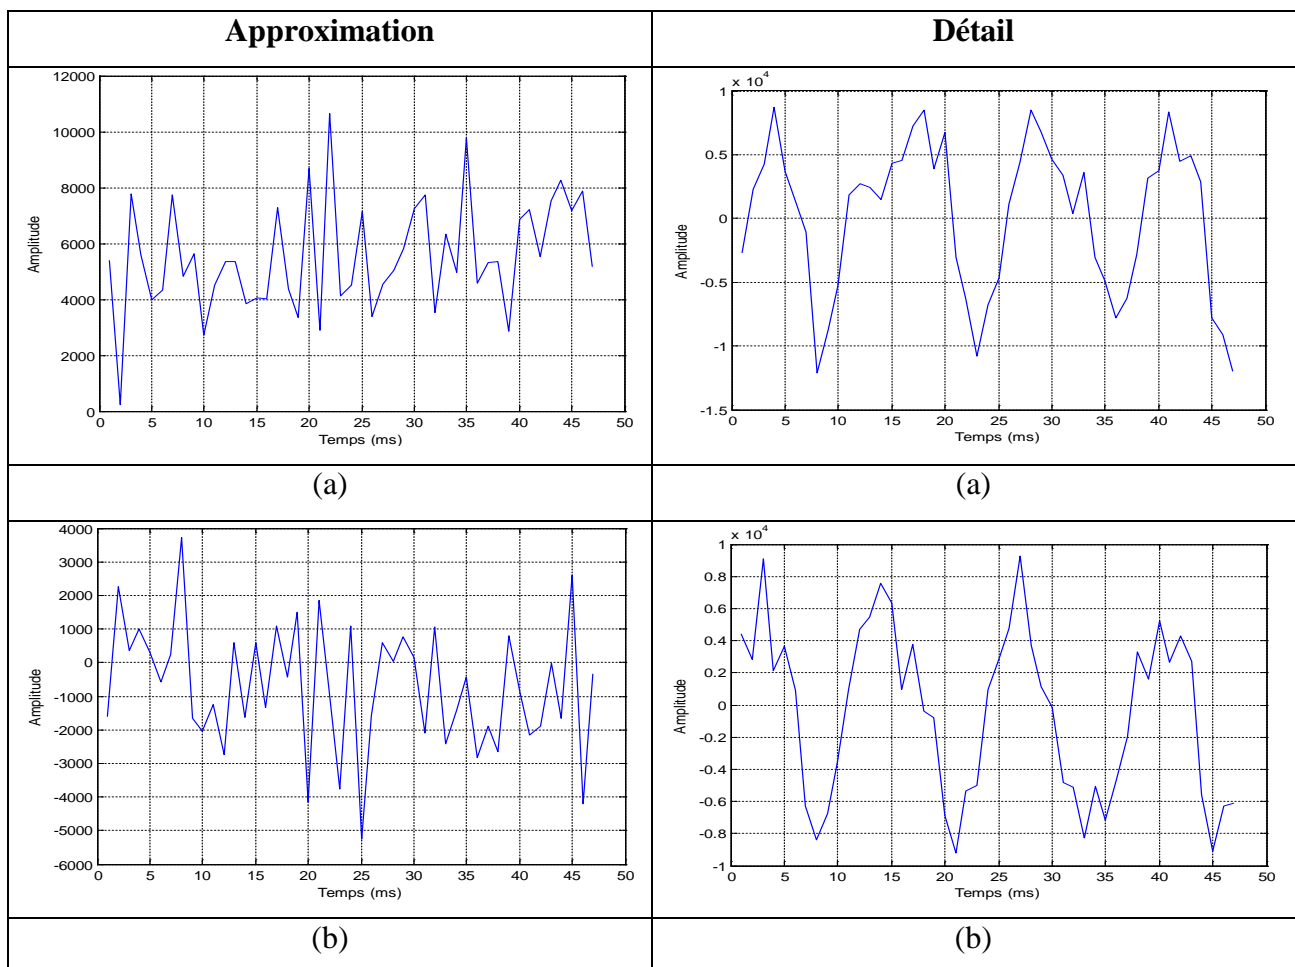 Approximation Détail
12000
10000
8000
6000
4000
2000
0
Amplitude
0 5 10 15 20 25 30 35 40 45 50
Temps (ms)
x 10^4
1
0.5
0
-0.5
-1
-1.5
Amplitude
0 5 10 15 20 25 30 35 40 45 50
Temps (ms)
(a) (a)
4000
3000
2000
1000
0
-1000
-2000
-3000
-4000
-5000
-6000
Amplitude
0 5 10 15 20 25 30 35 40 45 50
Temps (ms)
x 10^4
1
0.8
0.6
0.4
0.2
0
-0.2
-0.4
-0.6
-0.8
-1
Amplitude
0 5 10 15 20 25 30 35 40 45 50
Temps (ms)
(b) (b)